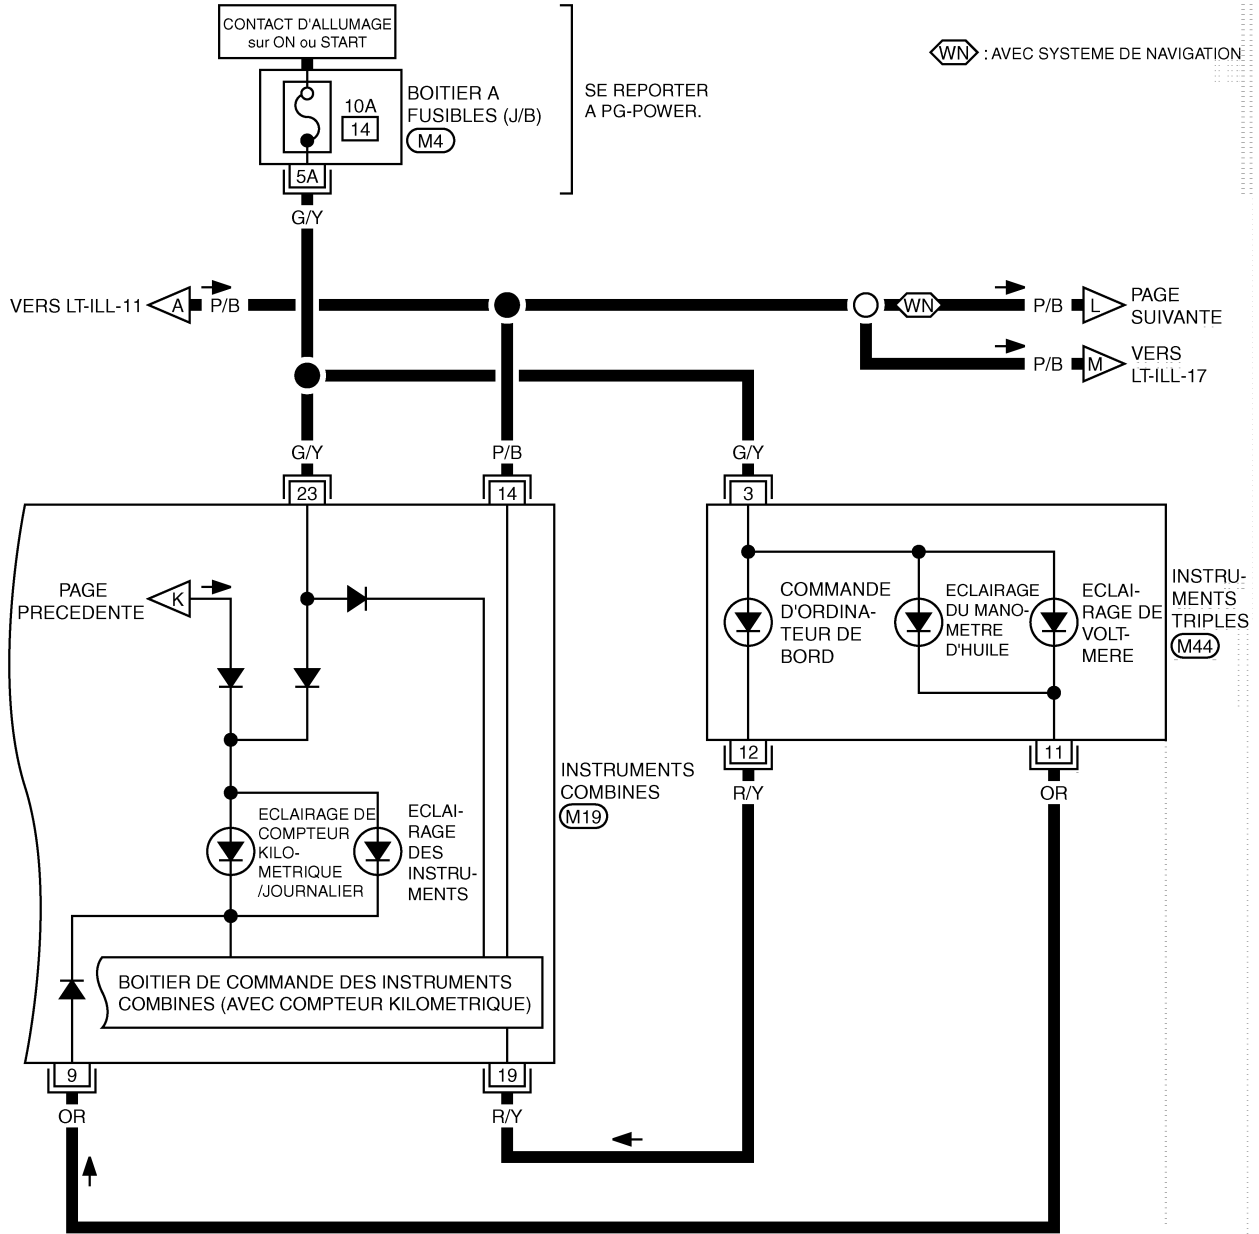 CONTACT D'ALLUMAGE
sur ON ou START
10A
14
BOITIER A
FUSIBLES (J/B)
M4
SE REPORTER
A PG-POWER.
WN : AVEC SYSTEME DE NAVIGATION
5A
G/Y
VERS LT-ILL-11
A
P/B
WN
P/B
L
PAGE
SUIVANTE
P/B
M
VERS
LT-ILL-17
G/Y
P/B
G/Y
23
14
3
PAGE
PRECEDENTE
K
COMMANDE
D'ORDINA-
TEUR DE
BORD
ECLAIRAGE
DU MANO-
METRE
D'HUILE
ECLAI-
RAGE DE
VOLT-
MERE
INSTRU-
MENTS
TRIPLES
M44
12
11
R/Y
OR
INSTRUMENTS
COMBINES
M19
ECLAIRAGE DE
COMPTEUR
KILO-
METRIQUE
/JOURNALIER
ECLAI-
RAGE
DES
INSTRU-
MENTS
BOITIER DE COMMANDE DES INSTRUMENTS
COMBINES (AVEC COMPTEUR KILOMETRIQUE)
9
19
OR
R/Y